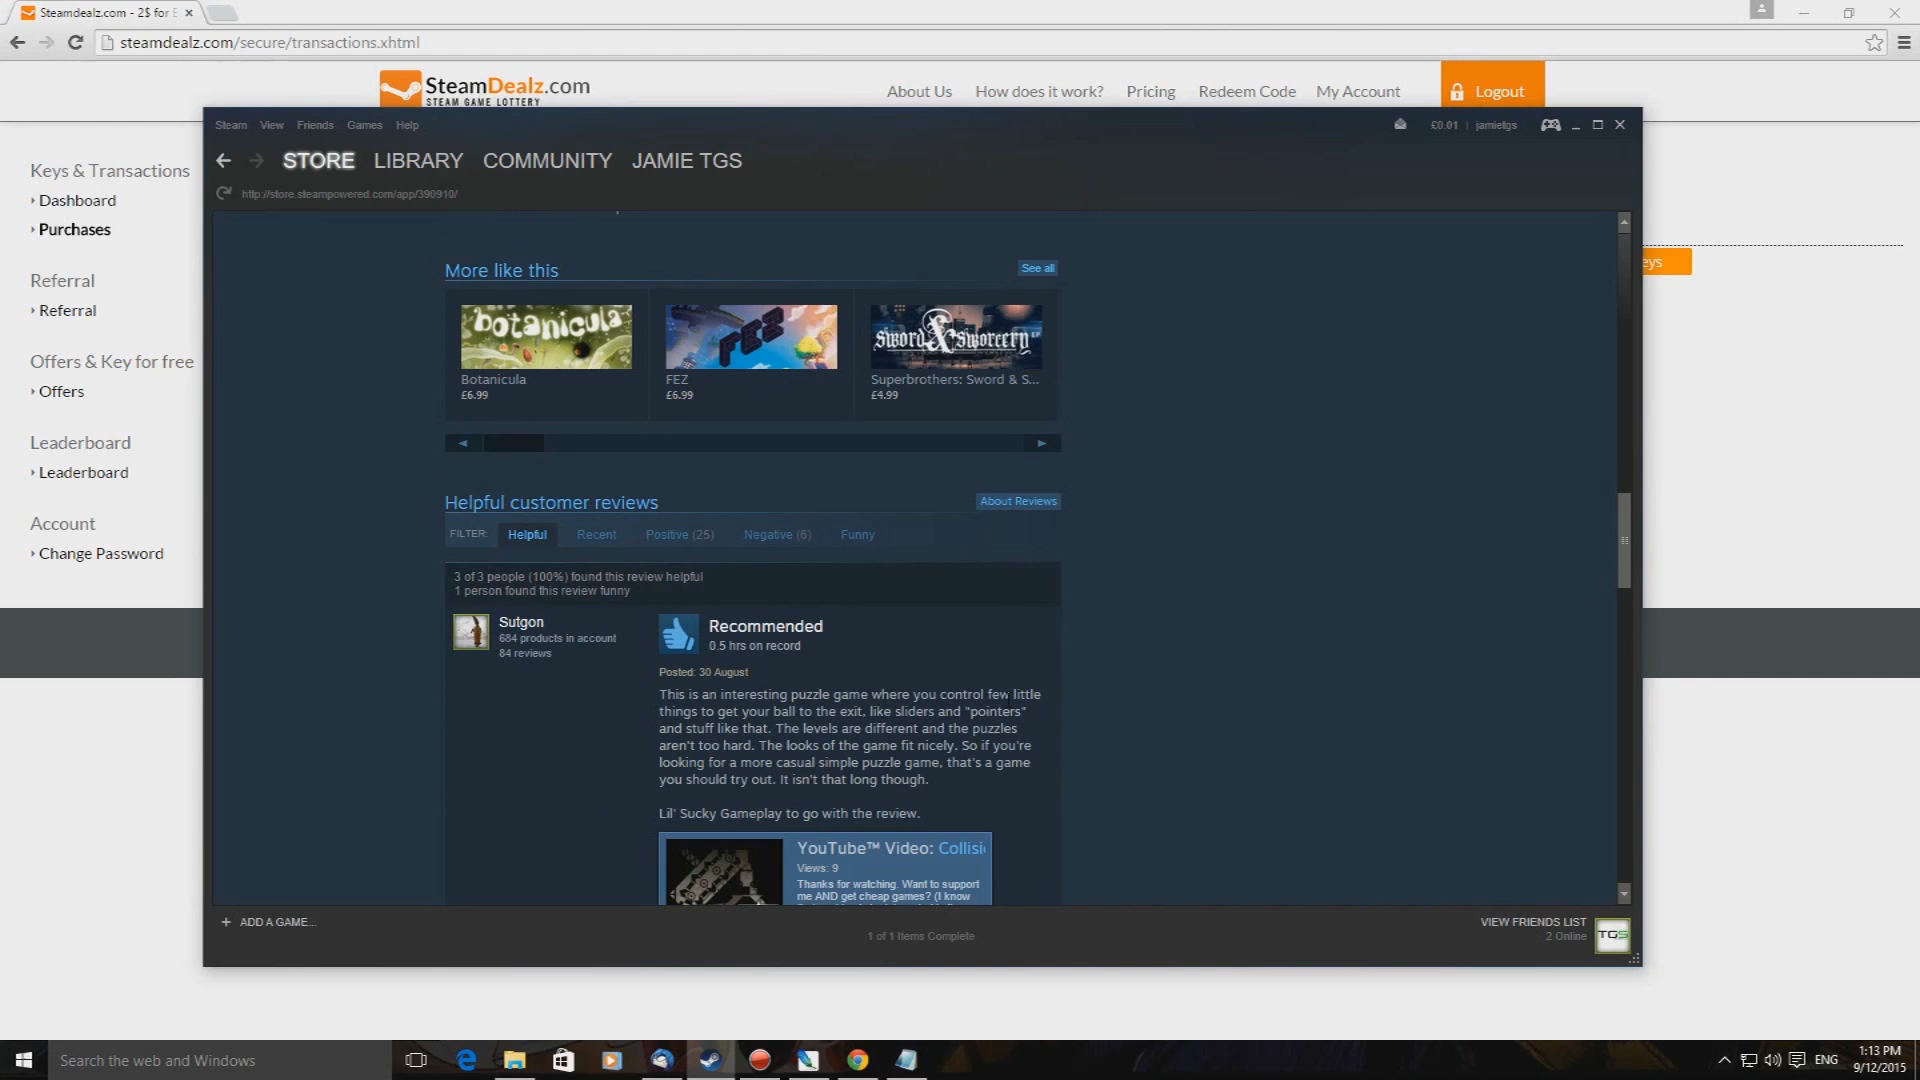 Steamdealz.com - 2$ for
steamdealz.com/secure/transactions.xhtml
SteamDealz.com
STEAM GAME LOTTERY
About Us
How does it work?
Pricing
Redeem Code
My Account
Logout
Keys & Transactions
Dashboard
Purchases
Referral
Referral
Offers & Key for free
Offers
Leaderboard
Leaderboard
Account
Change Password
eys
Steam View Friends Games Help
£0.01 | jamietgs
STORE LIBRARY COMMUNITY JAMIE TGS
http://store.steampowered.com/app/390910/
More like this
See all
botanicula
FEZ
Sword & Sworcery EP
Botanicula
£6.99
FEZ
£6.99
Superbrothers: Sword & S...
£4.99
Helpful customer reviews
About Reviews
FILTER: Helpful Recent Positive (25) Negative (6) Funny
3 of 3 people (100%) found this review helpful
1 person found this review funny
Sutgon
684 products in account
84 reviews
Recommended
0.5 hrs on record
Posted: 30 August
This is an interesting puzzle game where you control few little
things to get your ball to the exit, like sliders and "pointers"
and stuff like that. The levels are different and the puzzles
aren't too hard. The looks of the game fit nicely. So if you're
looking for a more casual simple puzzle game, that's a game
you should try out. It isn't that long though.
Lil' Sucky Gameplay to go with the review.
YouTube™ Video: Collisi
Views: 9
Thanks for watching. Want to support
me AND get cheap games? (I know
+ ADD A GAME...
1 of 1 Items Complete
VIEW FRIENDS LIST
2 Online
TGS
Search the web and Windows
ENG
1:13 PM
9/12/2015